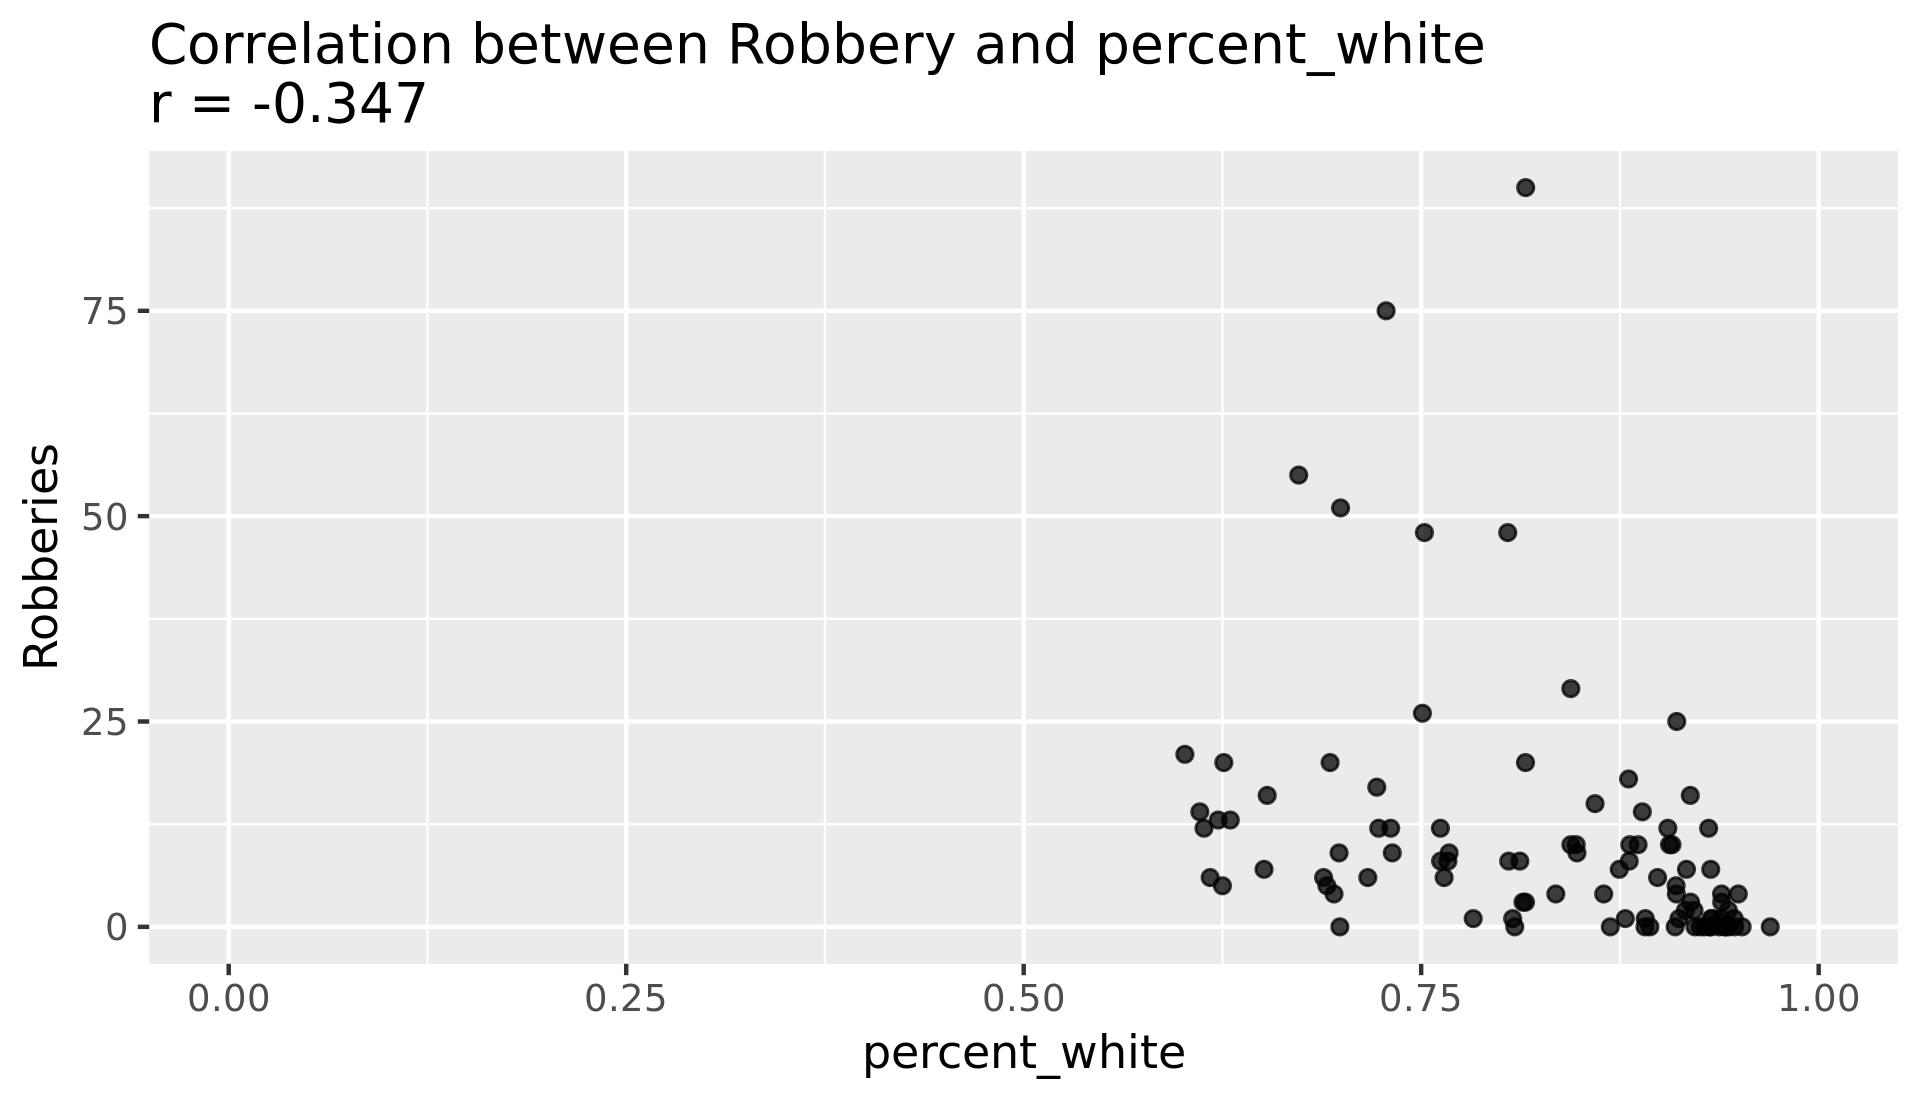 Correlation between Robbery and percent_white
r = -0.347
Robberies
75
50
25
0
0.00 0.25 0.50 0.75 1.00
percent_white